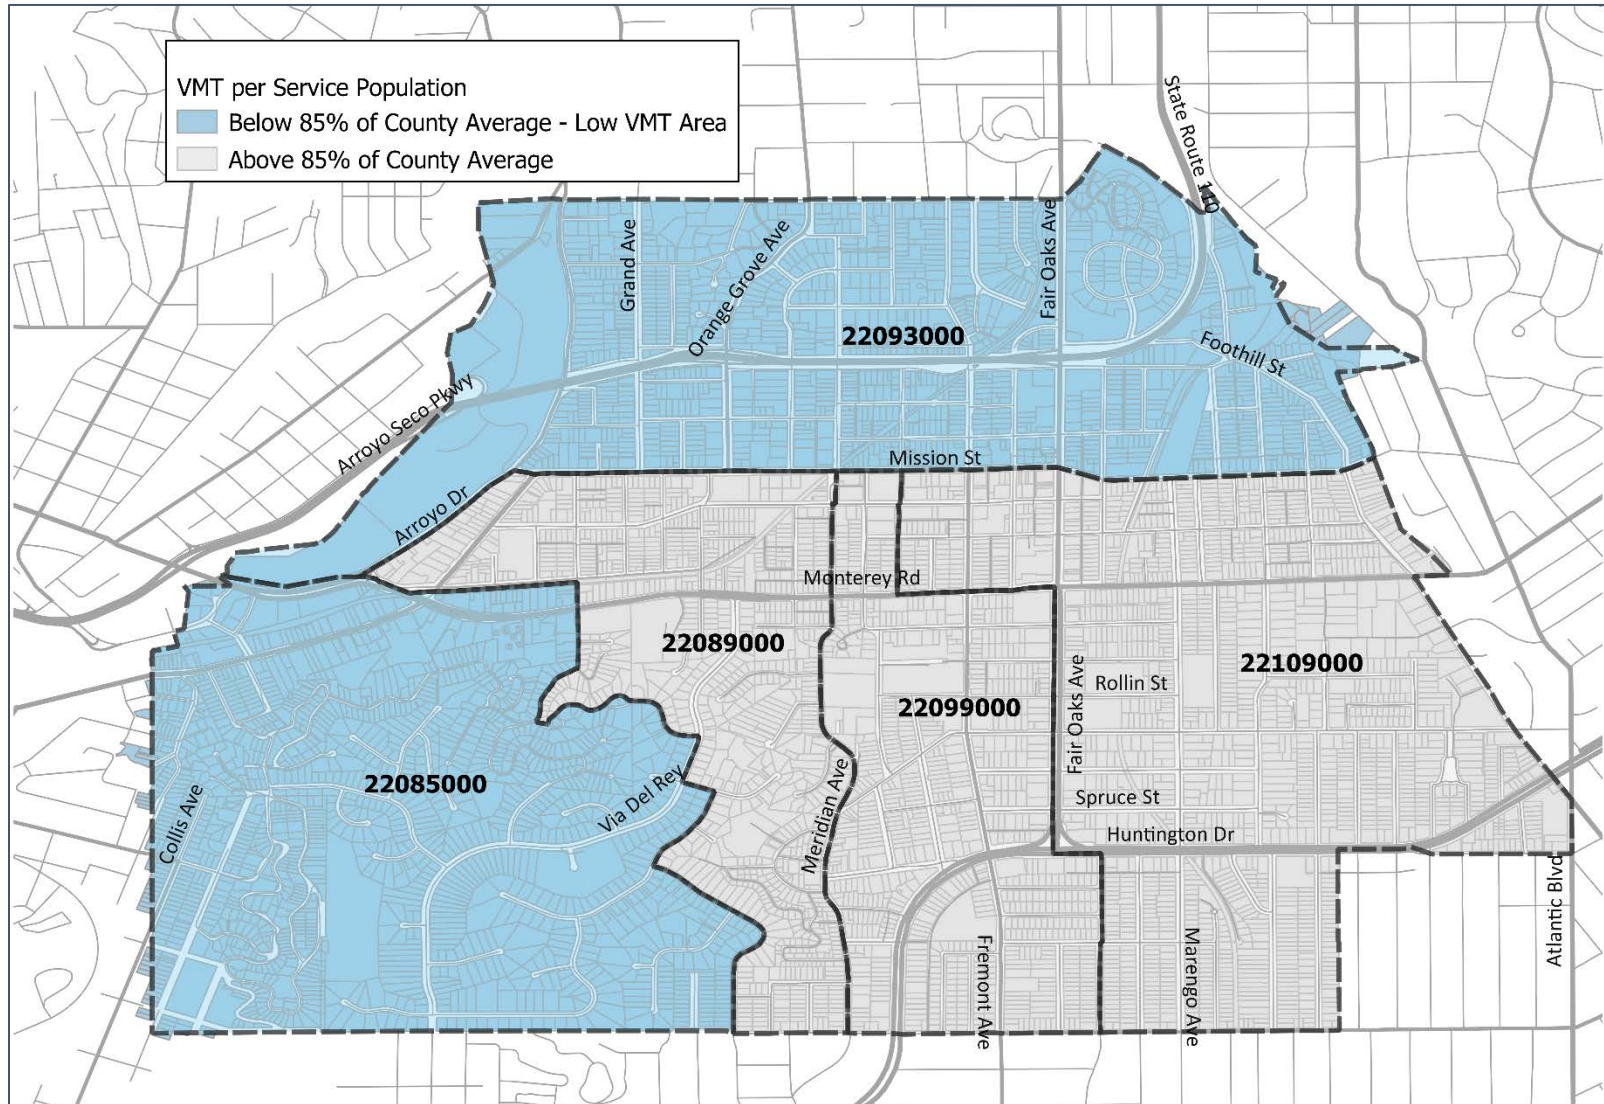 VMT per Service Population
Below 85% of County Average - Low VMT Area
Above 85% of County Average
State Route 110
Grand Ave
Orange Grove Ave
Fair Oaks Ave
22093000
Foothill St
Arroyo Seco Pkwy
Mission St
Arroyo Dr
Monterey Rd
22089000
22109000
Rollin St
22099000
Fair Oaks Ave
22085000
Via Del Rey
Collis Ave
Meridian Ave
Spruce St
Huntington Dr
Atlantic Blvd
Fremont Ave
Marengo Ave